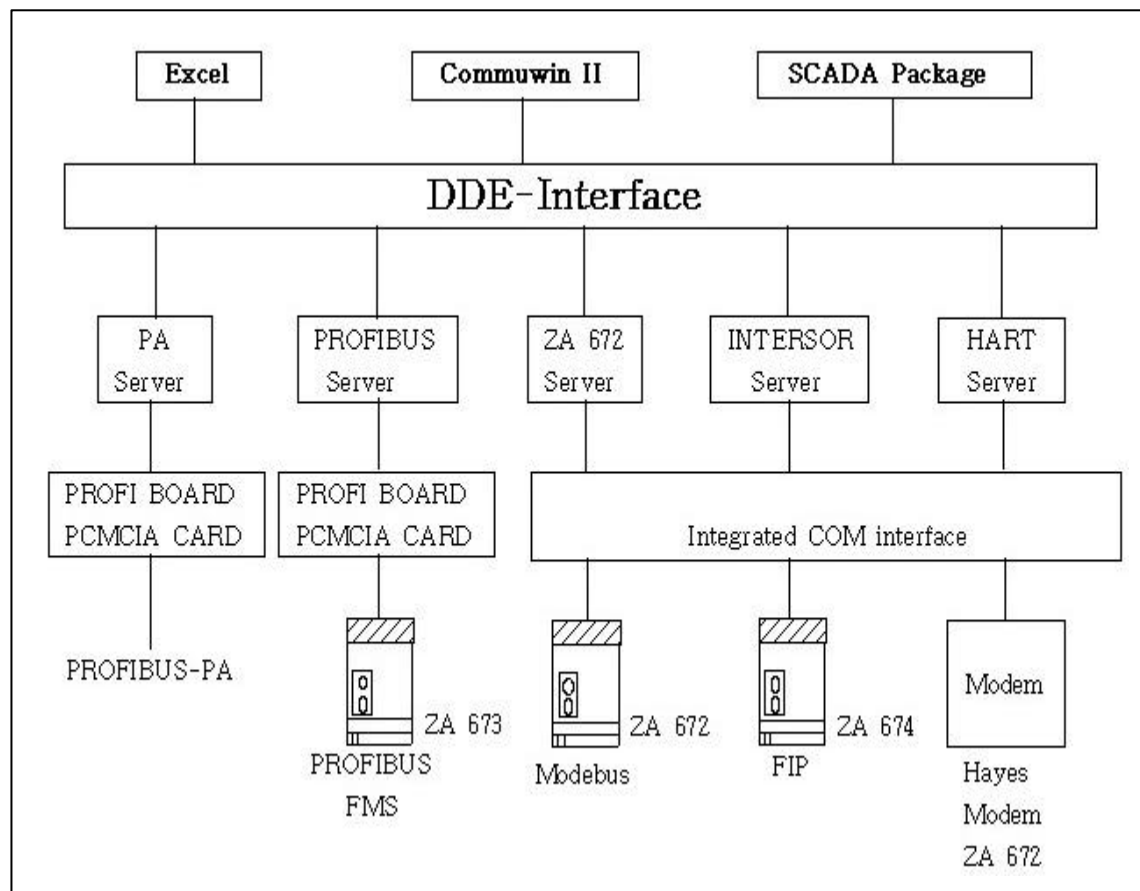 Excel
Commuwin II
SCADA Package
DDE-Interface
PA
Server
PROFIBUS
Server
ZA 672
Server
INTERSOR
Server
HART
Server
PROFI BOARD
PCMCIA CARD
PROFI BOARD
PCMCIA CARD
Integrated COM interface
PROFIBUS-PA
ZA 673
PROFIBUS
FMS
ZA 672
Modebus
ZA 674
FIP
Modem
Hayes
Modem
ZA 672